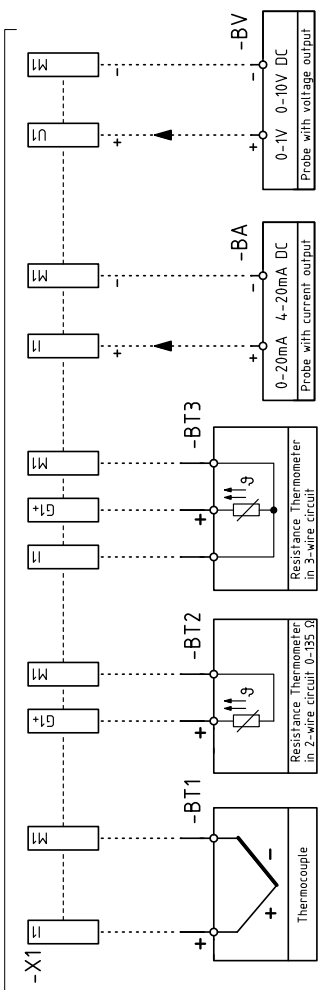 -X1
I1
M1
G1+
M1
I1
G1+
M1
I1
M1
U1
M1
+
-
+
-
-BT1
-BT2
-BT3
-BA
-BV
+
+
+
+
-
+
-
+
-
ϑ
ϑ
0-20mA 4-20mA DC
0-1V 0-10V DC
Thermocouple
Resistance Thermometer
in 2-wire circuit 0-135 Ω
Resistance Thermometer
in 3-wire circuit
Probe with current output
Probe with voltage output